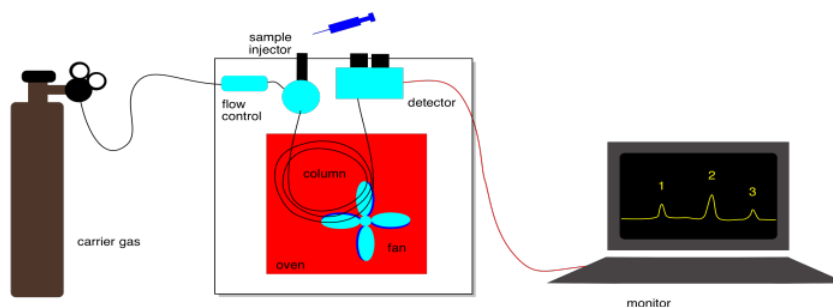 sample
injector
flow
control
detector
column
fan
oven
carrier gas
1
2
3
monitor